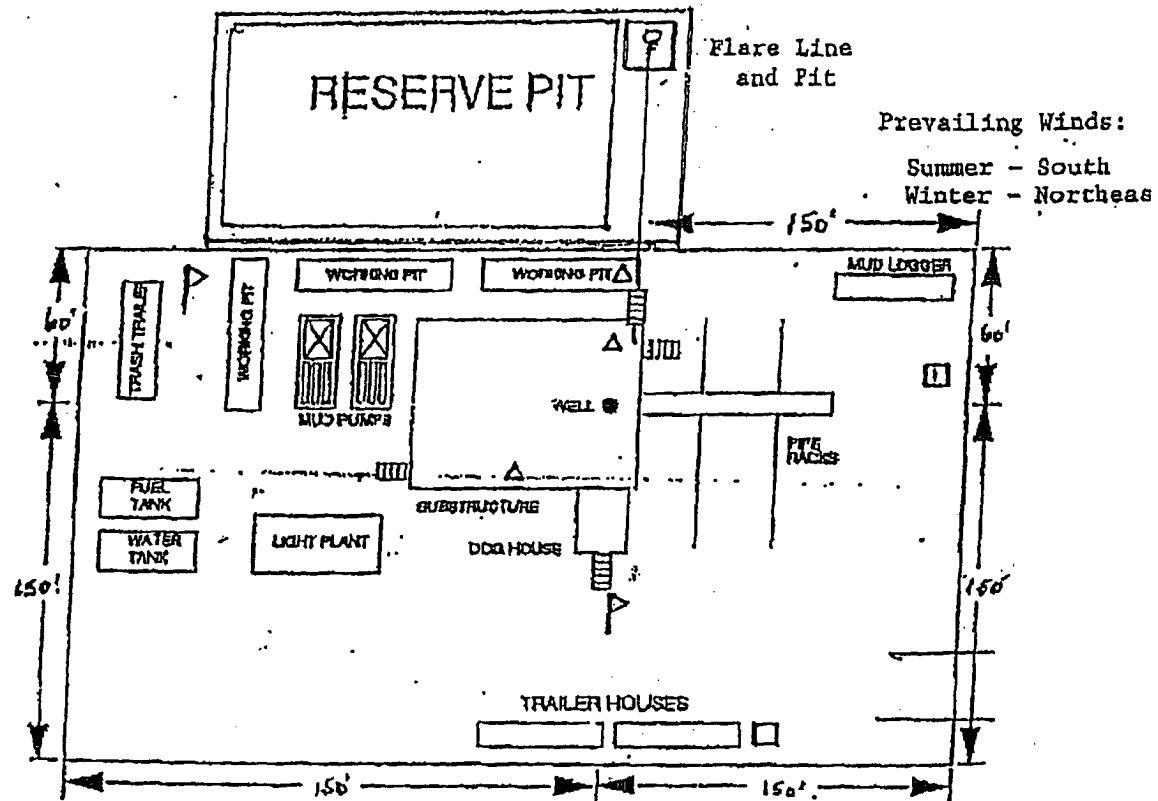 RESERVE PIT
Flare Line
and Pit
Prevailing Winds:
Summer - South
Winter - Northeas
150'
MUD LOGGER
WORKING PIT
WORKING PIT
60'
60'
TRASH TRAILER
WORKING PIT
WELL
MUD PUMPS
PIPE
RACKS
FUEL
TANK
SUBSTRUCTURE
WATER
TANK
LIGHT PLANT
DOG HOUSE
150'
150'
TRAILER HOUSES
150'
150'